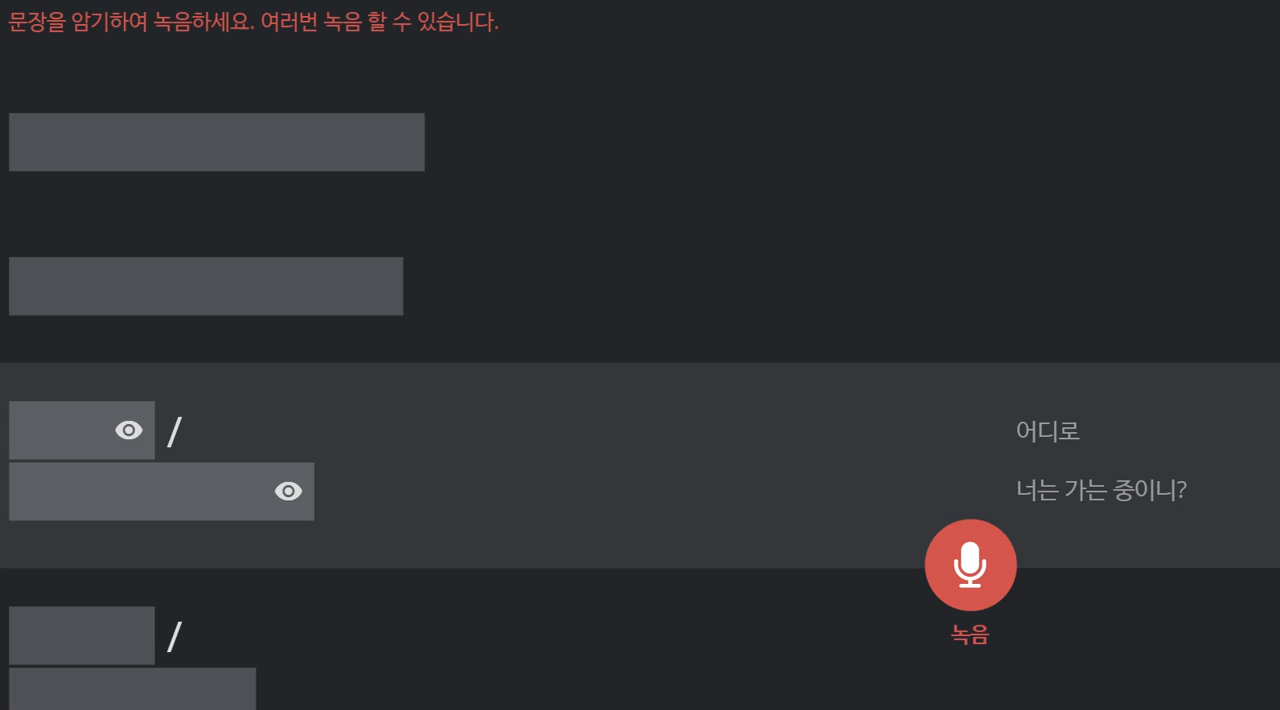 문장을 암기하여 녹음하세요. 여러번 녹음 할 수 있습니다.
/
어디로
너는 가는 중이니?
녹음
/